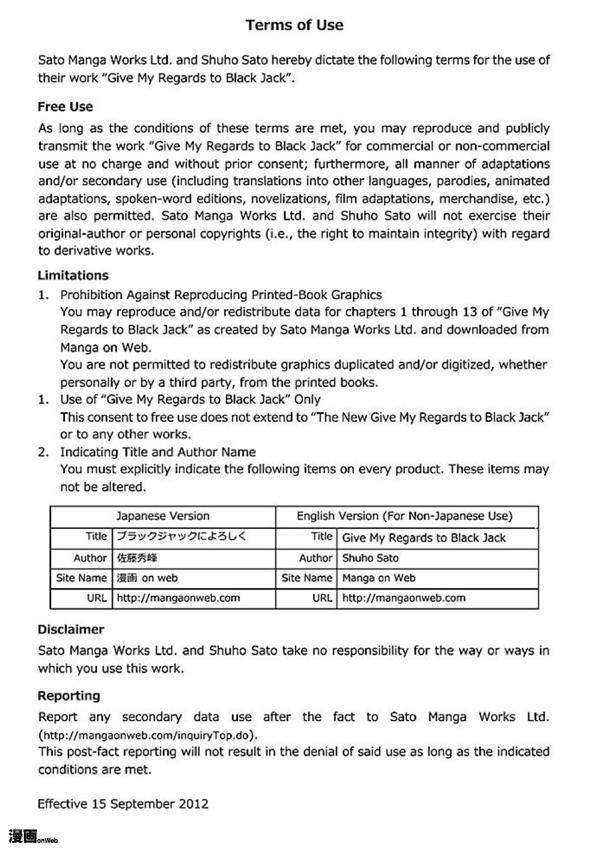 Terms of Use
Sato Manga Works Ltd. and Shuho Sato hereby dictate the following terms for the use of
their work “Give My Regards to Black Jack”.
Free Use
As long as the conditions of these terms are met, you may reproduce and publicly
transmit the work “Give My Regards to Black Jack” for commercial or non-commercial
use at no charge and without prior consent; furthermore, all manner of adaptations
and/or secondary use (including translations into other languages, parodies, animated
adaptations, spoken-word editions, novelizations, film adaptations, merchandise, etc.)
are also permitted. Sato Manga Works Ltd. and Shuho Sato will not exercise their
original-author or personal copyrights (i.e., the right to maintain integrity) with regard
to derivative works.
Limitations
1. Prohibition Against Reproducing Printed-Book Graphics
You may reproduce and/or redistribute data for chapters 1 through 13 of “Give My
Regards to Black Jack” as created by Sato Manga Works Ltd. and downloaded from
Manga on Web.
You are not permitted to redistribute graphics duplicated and/or digitized, whether
personally or by a third party, from the printed books.
1. Use of “Give My Regards to Black Jack” Only
This consent to free use does not extend to “The New Give My Regards to Black Jack”
or to any other works.
2. Indicating Title and Author Name
You must explicitly indicate the following items on every product. These items may
not be altered.
Japanese Version English Version (For Non-Japanese Use)
Title ブラックジャックによろしく Title Give My Regards to Black Jack
Author 佐藤秀峰 Author Shuho Sato
Site Name 漫画 on web Site Name Manga on Web
URL http://mangaonweb.com URL http://mangaonweb.com
Disclaimer
Sato Manga Works Ltd. and Shuho Sato take no responsibility for the way or ways in
which you use this work.
Reporting
Report any secondary data use after the fact to Sato Manga Works Ltd.
(http://mangaonweb.com/inquiryTop.do).
This post-fact reporting will not result in the denial of said use as long as the indicated
conditions are met.
Effective 15 September 2012
漫画onWeb